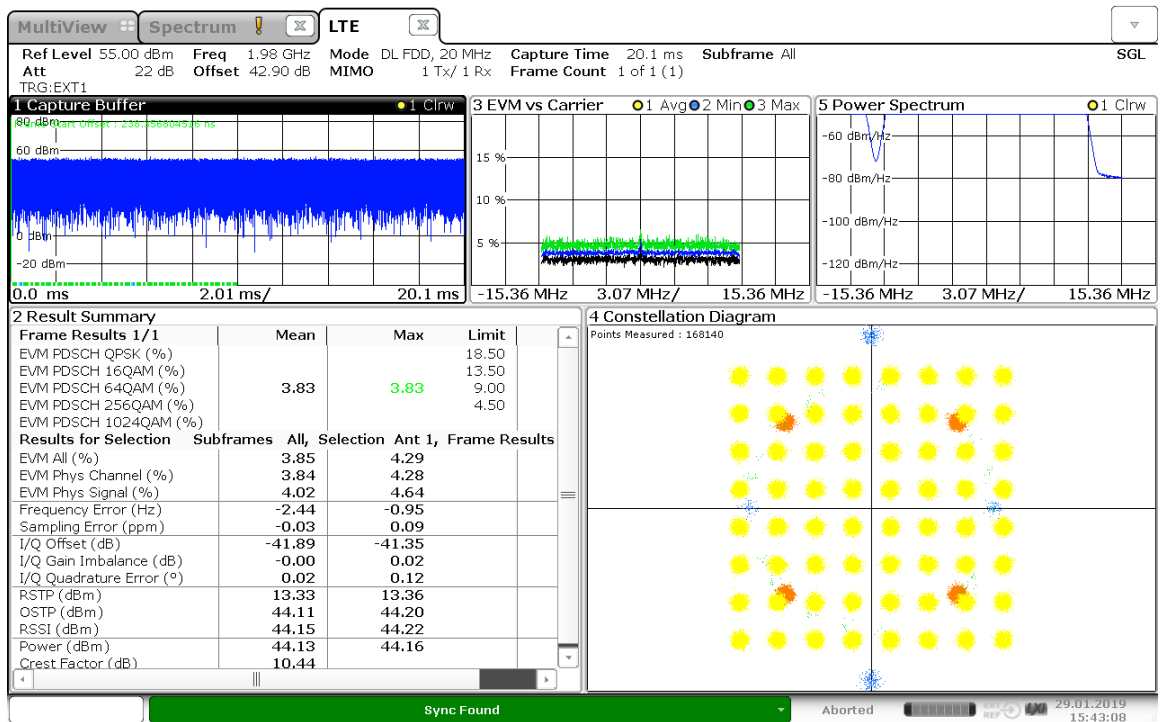 MultiView Spectrum LTE
Ref Level 55.00 dBm Freq 1.98 GHz Mode DL FDD, 20 MHz Capture Time 20.1 ms Subframe All SGL
Att 22 dB Offset 42.90 dB MIMO 1 Tx/ 1 Rx Frame Count 1 of 1 (1)
TRG:EXT1
1 Capture Buffer 1 Clrw
80 dBm
Frame Start Offset : 238.356804516 ns
60 dBm
0 dBm
-20 dBm
0.0 ms 2.01 ms/ 20.1 ms
3 EVM vs Carrier 1 Avg 2 Min 3 Max
15 %
10 %
5 %
-15.36 MHz 3.07 MHz/ 15.36 MHz
5 Power Spectrum 1 Clrw
-60 dBm/Hz
-80 dBm/Hz
-100 dBm/Hz
-120 dBm/Hz
-15.36 MHz 3.07 MHz/ 15.36 MHz
2 Result Summary
Frame Results 1/1 Mean Max Limit
EVM PDSCH QPSK (%) 18.50
EVM PDSCH 16QAM (%) 13.50
EVM PDSCH 64QAM (%) 3.83 3.83 9.00
EVM PDSCH 256QAM (%) 4.50
EVM PDSCH 1024QAM (%)
Results for Selection Subframes All, Selection Ant 1, Frame Results
EVM All (%) 3.85 4.29
EVM Phys Channel (%) 3.84 4.28
EVM Phys Signal (%) 4.02 4.64
Frequency Error (Hz) -2.44 -0.95
Sampling Error (ppm) -0.03 0.09
I/Q Offset (dB) -41.89 -41.35
I/Q Gain Imbalance (dB) -0.00 0.02
I/Q Quadrature Error (°) 0.02 0.12
RSTP (dBm) 13.33 13.36
OSTP (dBm) 44.11 44.20
RSSI (dBm) 44.15 44.22
Power (dBm) 44.13 44.16
Crest Factor (dB) 10.44
4 Constellation Diagram
Points Measured : 168140
Sync Found
Aborted
EXT
REF
LXI
29.01.2019
15:43:08